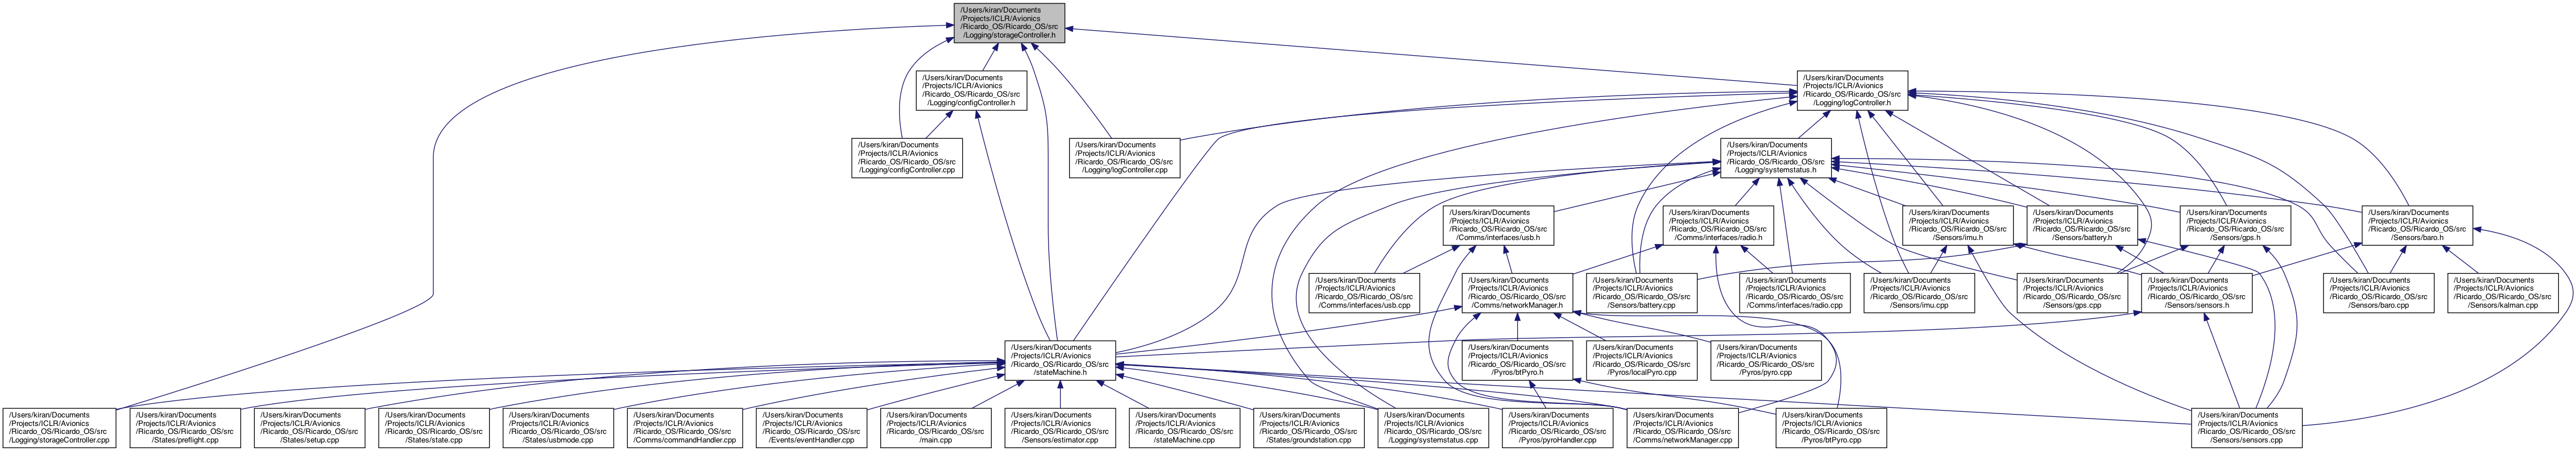 /Users/kiran/Documents
/Projects/ICLR/Avionics
/Ricardo_OS/Ricardo_OS/src
/Logging/storageController.h
/Users/kiran/Documents
/Projects/ICLR/Avionics
/Ricardo_OS/Ricardo_OS/src
/Logging/configController.h
/Users/kiran/Documents
/Projects/ICLR/Avionics
/Ricardo_OS/Ricardo_OS/src
/Logging/logController.h
/Users/kiran/Documents
/Projects/ICLR/Avionics
/Ricardo_OS/Ricardo_OS/src
/Logging/configController.cpp
/Users/kiran/Documents
/Projects/ICLR/Avionics
/Ricardo_OS/Ricardo_OS/src
/Logging/logController.cpp
/Users/kiran/Documents
/Projects/ICLR/Avionics
/Ricardo_OS/Ricardo_OS/src
/Logging/systemstatus.h
/Users/kiran/Documents
/Projects/ICLR/Avionics
/Ricardo_OS/Ricardo_OS/src
/Comms/interfaces/usb.h
/Users/kiran/Documents
/Projects/ICLR/Avionics
/Ricardo_OS/Ricardo_OS/src
/Comms/interfaces/radio.h
/Users/kiran/Documents
/Projects/ICLR/Avionics
/Ricardo_OS/Ricardo_OS/src
/Sensors/imu.h
/Users/kiran/Documents
/Projects/ICLR/Avionics
/Ricardo_OS/Ricardo_OS/src
/Sensors/battery.h
/Users/kiran/Documents
/Projects/ICLR/Avionics
/Ricardo_OS/Ricardo_OS/src
/Sensors/gps.h
/Users/kiran/Documents
/Projects/ICLR/Avionics
/Ricardo_OS/Ricardo_OS/src
/Sensors/baro.h
/Users/kiran/Documents
/Projects/ICLR/Avionics
/Ricardo_OS/Ricardo_OS/src
/Comms/interfaces/usb.cpp
/Users/kiran/Documents
/Projects/ICLR/Avionics
/Ricardo_OS/Ricardo_OS/src
/Comms/networkManager.h
/Users/kiran/Documents
/Projects/ICLR/Avionics
/Ricardo_OS/Ricardo_OS/src
/Sensors/battery.cpp
/Users/kiran/Documents
/Projects/ICLR/Avionics
/Ricardo_OS/Ricardo_OS/src
/Comms/interfaces/radio.cpp
/Users/kiran/Documents
/Projects/ICLR/Avionics
/Ricardo_OS/Ricardo_OS/src
/Sensors/imu.cpp
/Users/kiran/Documents
/Projects/ICLR/Avionics
/Ricardo_OS/Ricardo_OS/src
/Sensors/gps.cpp
/Users/kiran/Documents
/Projects/ICLR/Avionics
/Ricardo_OS/Ricardo_OS/src
/Sensors/sensors.h
/Users/kiran/Documents
/Projects/ICLR/Avionics
/Ricardo_OS/Ricardo_OS/src
/Sensors/baro.cpp
/Users/kiran/Documents
/Projects/ICLR/Avionics
/Ricardo_OS/Ricardo_OS/src
/Sensors/kalman.cpp
/Users/kiran/Documents
/Projects/ICLR/Avionics
/Ricardo_OS/Ricardo_OS/src
/stateMachine.h
/Users/kiran/Documents
/Projects/ICLR/Avionics
/Ricardo_OS/Ricardo_OS/src
/Pyros/btPyro.h
/Users/kiran/Documents
/Projects/ICLR/Avionics
/Ricardo_OS/Ricardo_OS/src
/Pyros/localPyro.cpp
/Users/kiran/Documents
/Projects/ICLR/Avionics
/Ricardo_OS/Ricardo_OS/src
/Pyros/pyro.cpp
/Users/kiran/Documents
/Projects/ICLR/Avionics
/Ricardo_OS/Ricardo_OS/src
/Logging/storageController.cpp
/Users/kiran/Documents
/Projects/ICLR/Avionics
/Ricardo_OS/Ricardo_OS/src
/States/preflight.cpp
/Users/kiran/Documents
/Projects/ICLR/Avionics
/Ricardo_OS/Ricardo_OS/src
/States/setup.cpp
/Users/kiran/Documents
/Projects/ICLR/Avionics
/Ricardo_OS/Ricardo_OS/src
/States/state.cpp
/Users/kiran/Documents
/Projects/ICLR/Avionics
/Ricardo_OS/Ricardo_OS/src
/States/usbmode.cpp
/Users/kiran/Documents
/Projects/ICLR/Avionics
/Ricardo_OS/Ricardo_OS/src
/Comms/commandHandler.cpp
/Users/kiran/Documents
/Projects/ICLR/Avionics
/Ricardo_OS/Ricardo_OS/src
/Events/eventHandler.cpp
/Users/kiran/Documents
/Projects/ICLR/Avionics
/Ricardo_OS/Ricardo_OS/src
/main.cpp
/Users/kiran/Documents
/Projects/ICLR/Avionics
/Ricardo_OS/Ricardo_OS/src
/Sensors/estimator.cpp
/Users/kiran/Documents
/Projects/ICLR/Avionics
/Ricardo_OS/Ricardo_OS/src
/stateMachine.cpp
/Users/kiran/Documents
/Projects/ICLR/Avionics
/Ricardo_OS/Ricardo_OS/src
/States/groundstation.cpp
/Users/kiran/Documents
/Projects/ICLR/Avionics
/Ricardo_OS/Ricardo_OS/src
/Logging/systemstatus.cpp
/Users/kiran/Documents
/Projects/ICLR/Avionics
/Ricardo_OS/Ricardo_OS/src
/Pyros/pyroHandler.cpp
/Users/kiran/Documents
/Projects/ICLR/Avionics
/Ricardo_OS/Ricardo_OS/src
/Comms/networkManager.cpp
/Users/kiran/Documents
/Projects/ICLR/Avionics
/Ricardo_OS/Ricardo_OS/src
/Pyros/btPyro.cpp
/Users/kiran/Documents
/Projects/ICLR/Avionics
/Ricardo_OS/Ricardo_OS/src
/Sensors/sensors.cpp